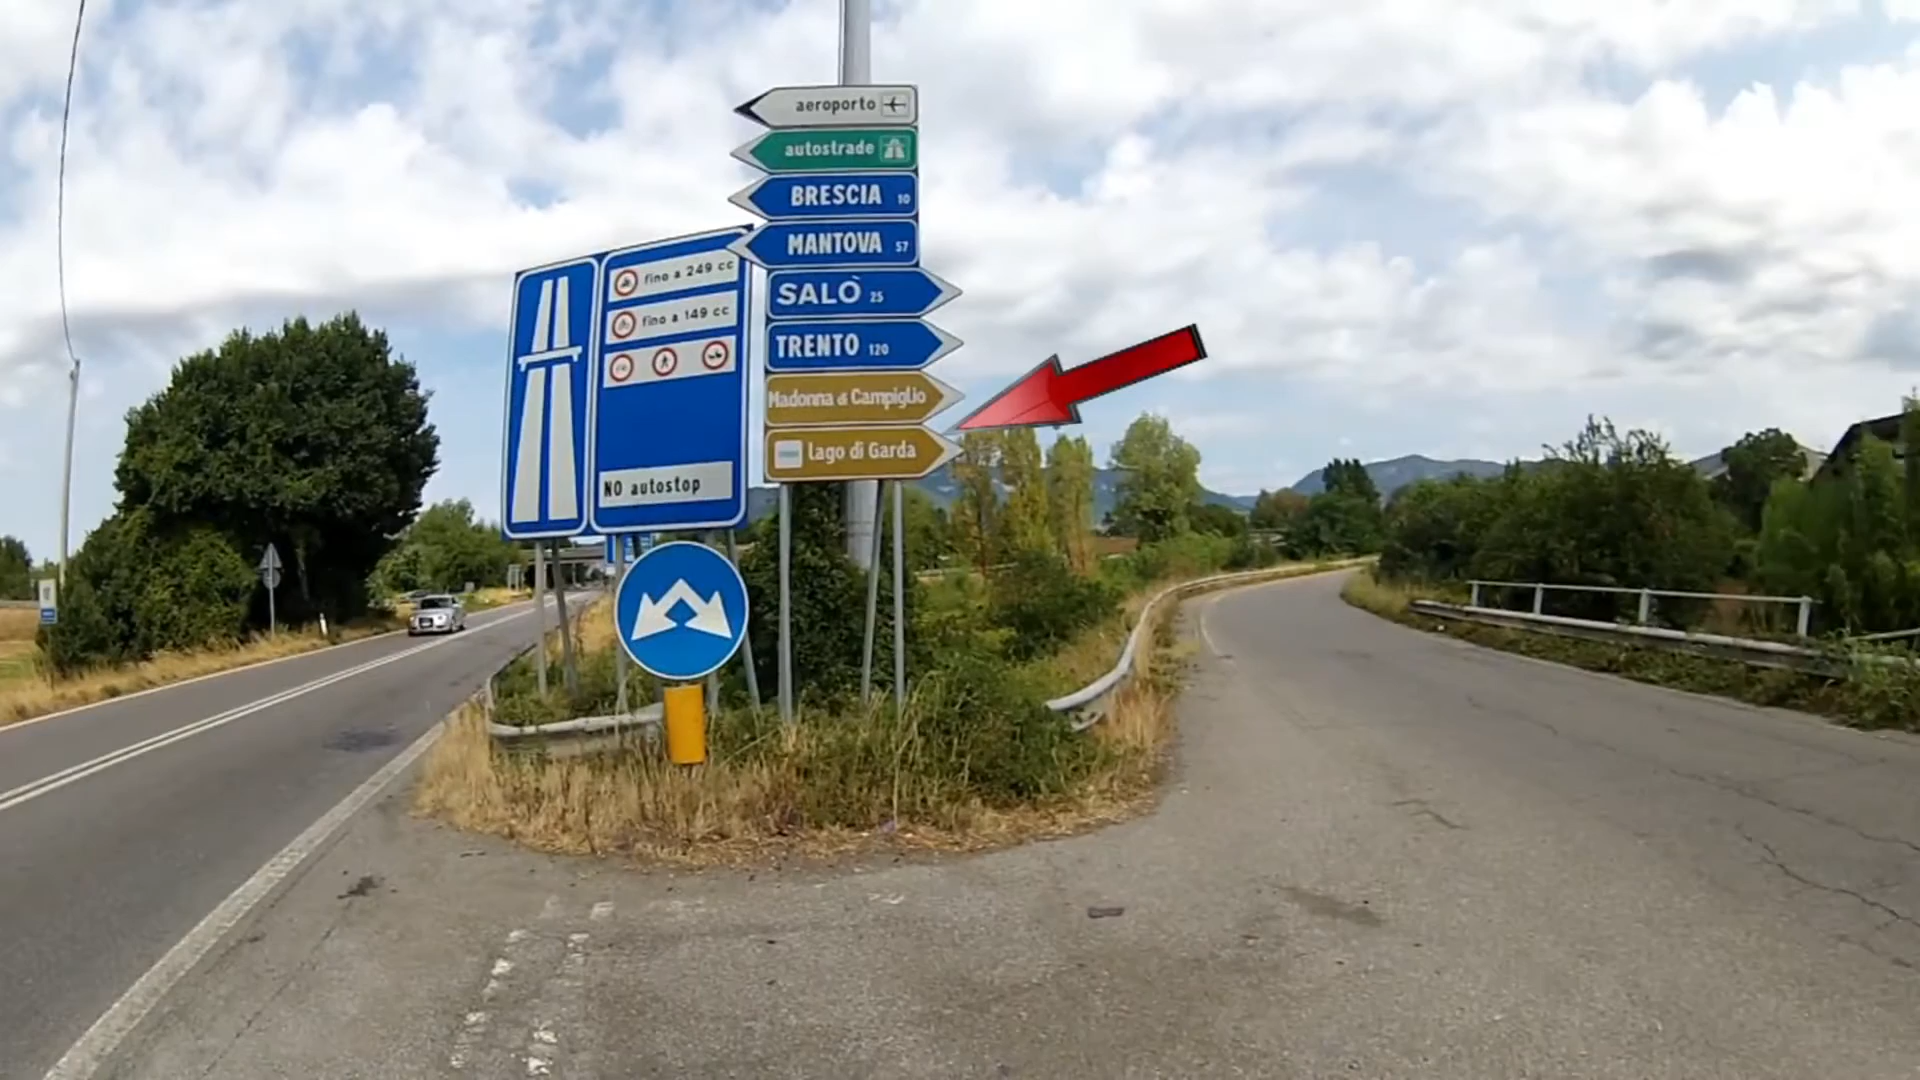 aeroporto
autostrade
BRESCIA 10
MANTOVA 57
SALÒ 25
TRENTO 120
Madonna di Campiglio
lago di Garda
fino a 249 cc
fino a 149 cc
NO autostop